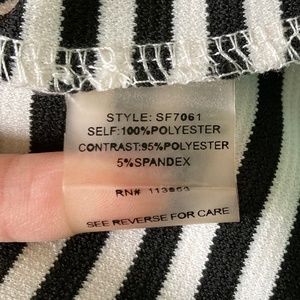 STYLE: SF7061
SELF:100%POLYESTER
CONTRAST:95%POLYESTER
5%SPANDEX
RN#
SEE REVERSE FOR CARE